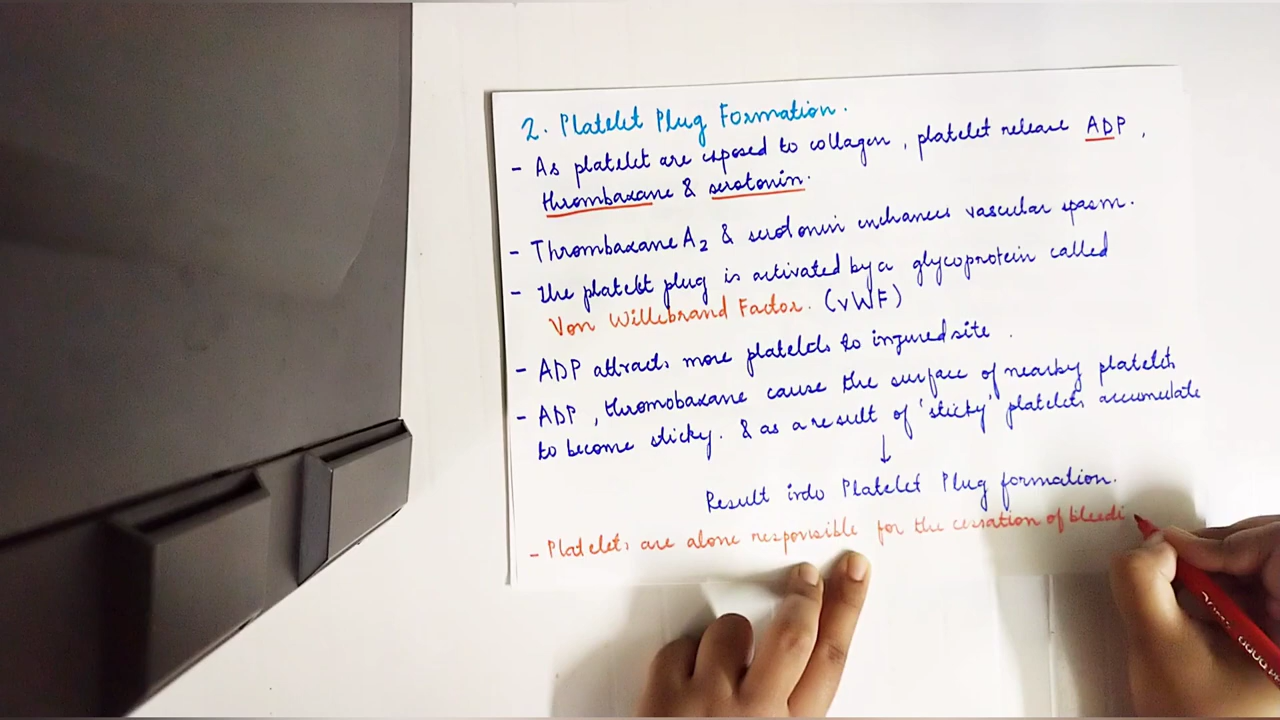 2. Platelet Plug Formation.
- As platelet are exposed to collagen, platelet release ADP,
thrombaxane & serotonin.
- Thrombaxane A2 & serotonin enchances vascular spasm.
- The platelet plug is activated by a glycoprotein called
Von Willebrand Factor. (vWF)
- ADP attracts more platelets to injured site.
- ADP, thromobaxane cause the surface of nearby platelets
to become sticky. & as a result of 'sticky' platelets accumulate
↓
Result into Platelet Plug formation.
- Platelets are alone responsible for the cessation of bleedi